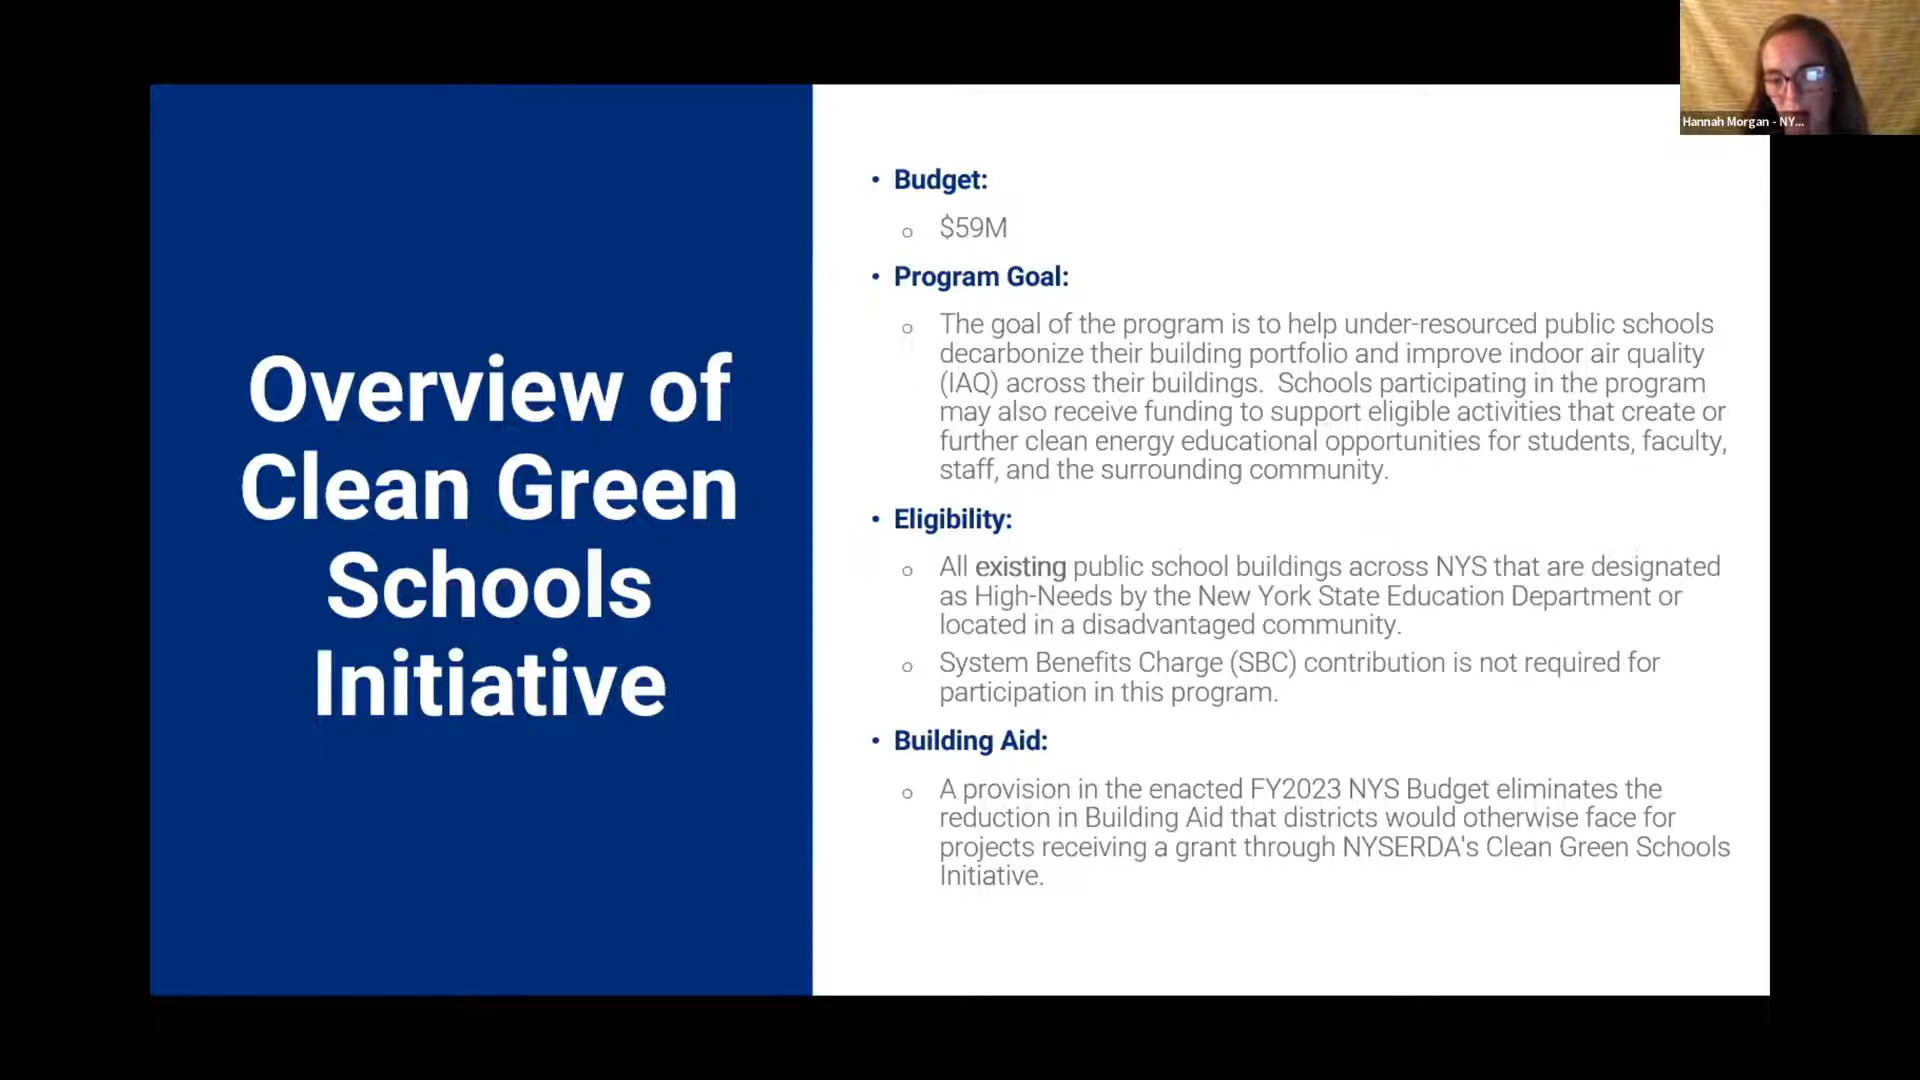 Hannah Morgan - NY...
Overview of
Clean Green
Schools
Initiative
• Budget:
o $59M
• Program Goal:
o The goal of the program is to help under-resourced public schools
decarbonize their building portfolio and improve indoor air quality
(IAQ) across their buildings. Schools participating in the program
may also receive funding to support eligible activities that create or
further clean energy educational opportunities for students, faculty,
staff, and the surrounding community.
• Eligibility:
o All existing public school buildings across NYS that are designated
as High-Needs by the New York State Education Department or
located in a disadvantaged community.
o System Benefits Charge (SBC) contribution is not required for
participation in this program.
• Building Aid:
o A provision in the enacted FY2023 NYS Budget eliminates the
reduction in Building Aid that districts would otherwise face for
projects receiving a grant through NYSERDA's Clean Green Schools
Initiative.